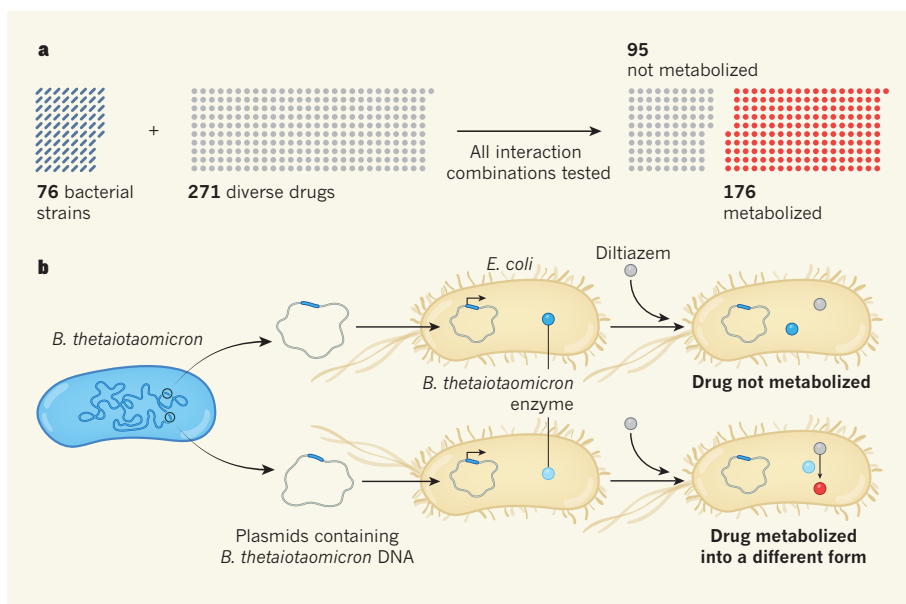 a
95
not metabolized
+
All interaction
combinations tested
76 bacterial
strains
271 diverse drugs
176
metabolized
b
Diltiazem
E. coli
B. thetaiotaomicron
B. thetaiotaomicron
enzyme
Drug not metabolized
Plasmids containing
B. thetaiotaomicron DNA
Drug metabolized
into a different form